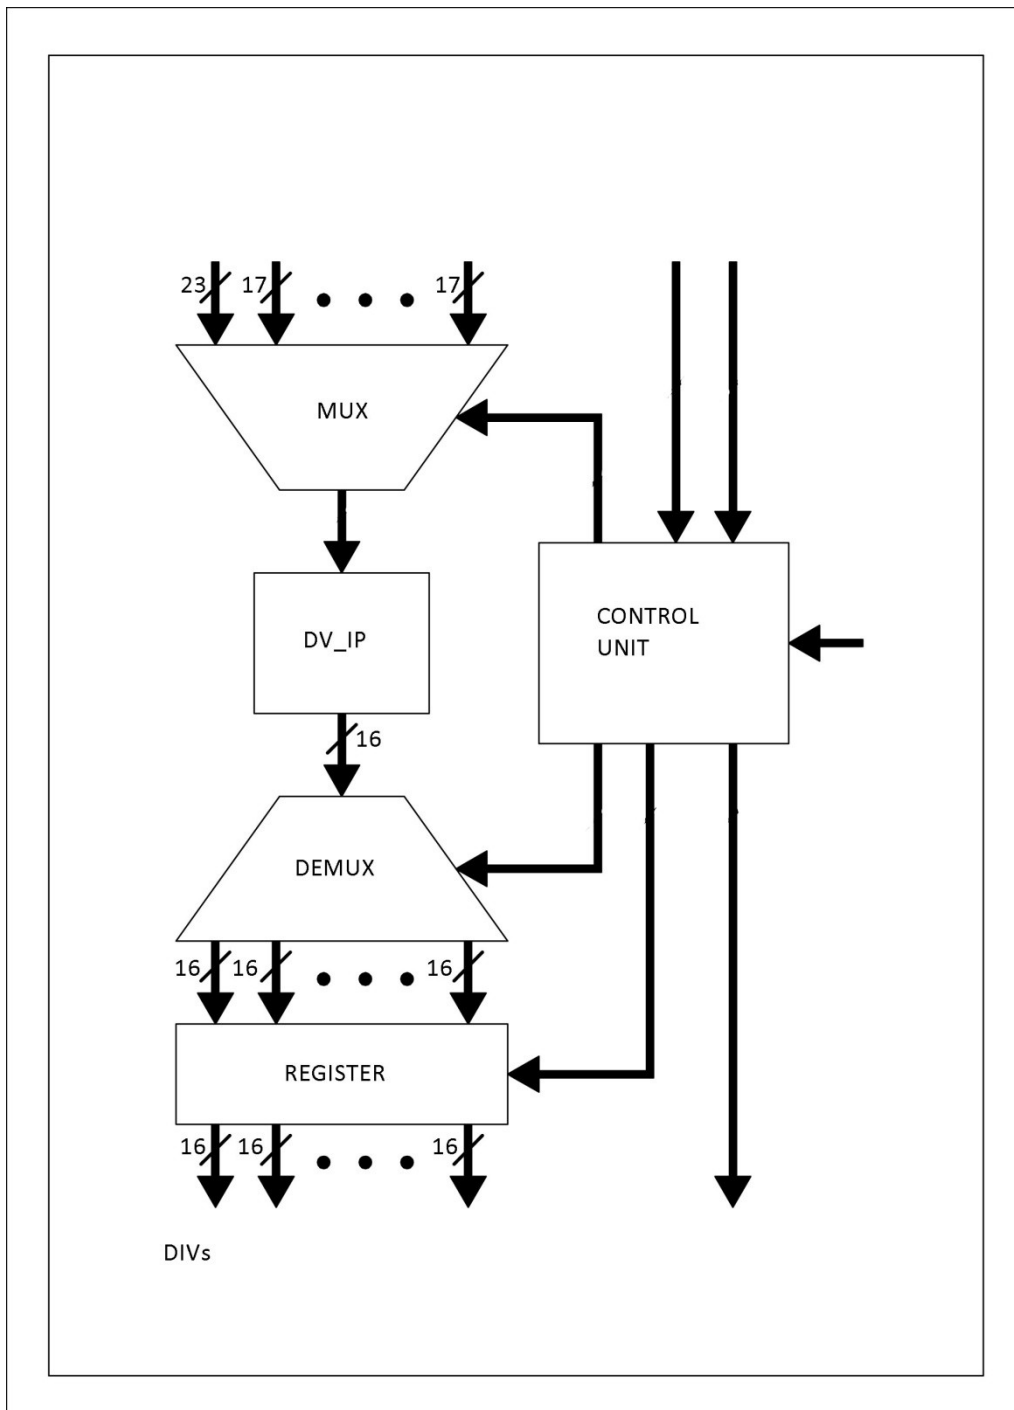 23 17 17
MUX
CONTROL
UNIT
DV_IP
16
DEMUX
16 16 16
REGISTER
16 16 16
DIVs